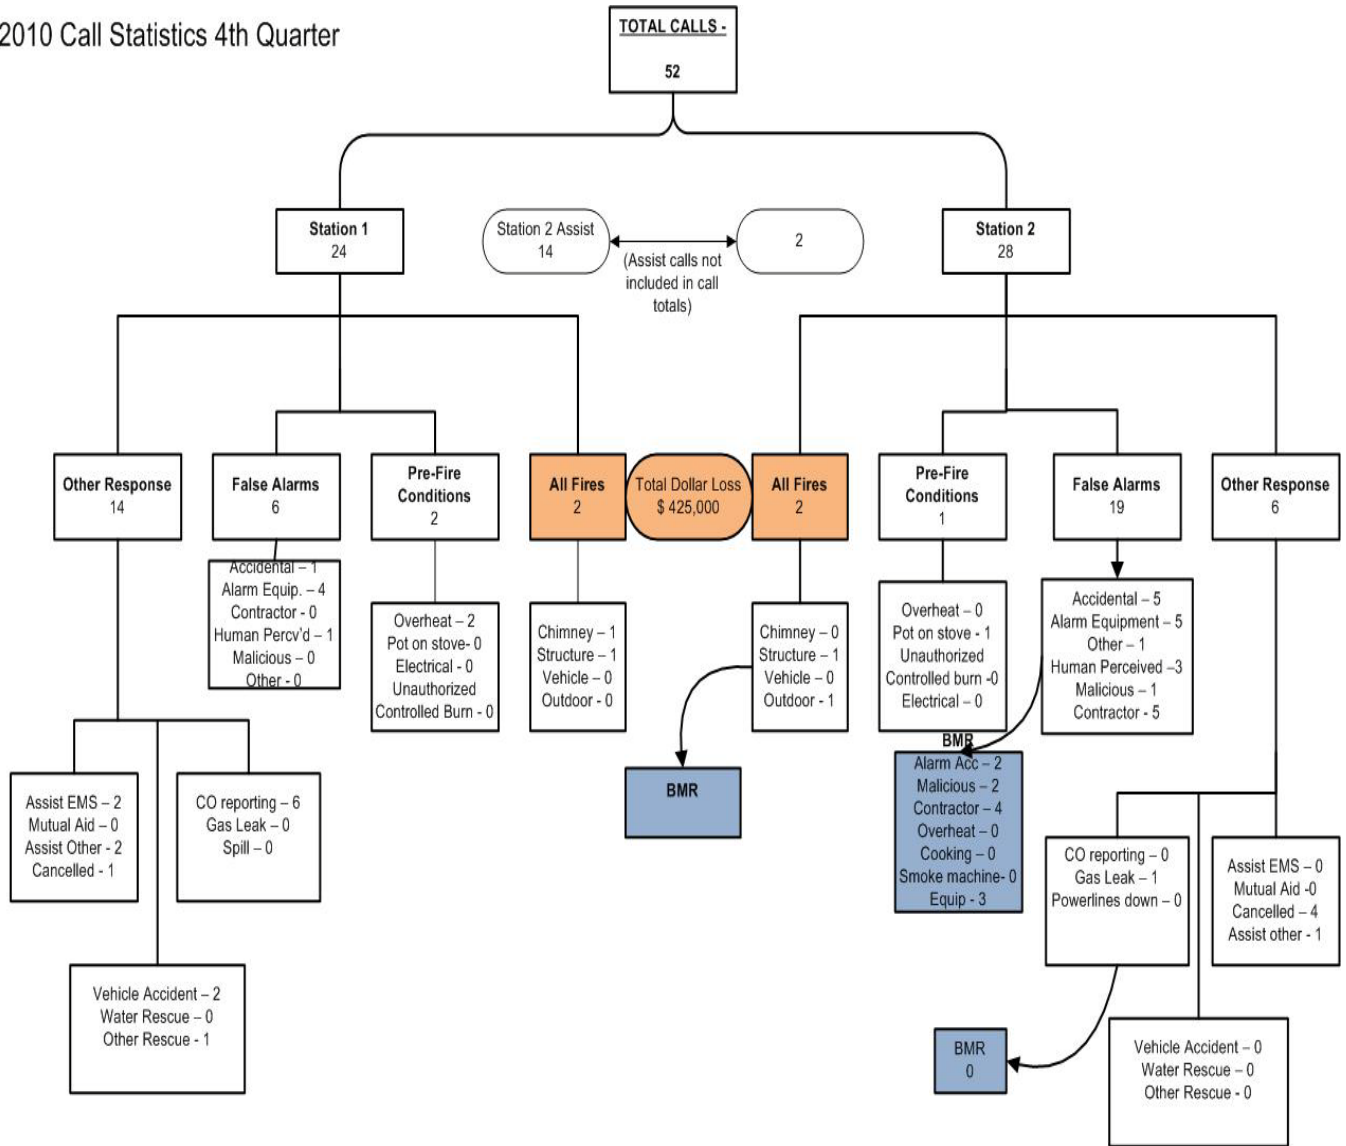 2010 Call Statistics 4th Quarter
TOTAL CALLS -
52
Station 1
24
Station 2 Assist
14
(Assist calls not
included in call
totals)
2
Station 2
28
Other Response
14
False Alarms
6
Pre-Fire
Conditions
2
All Fires
2
Total Dollar Loss
$ 425,000
All Fires
2
Pre-Fire
Conditions
1
False Alarms
19
Other Response
6
Accidental – 1
Alarm Equip. – 4
Contractor - 0
Human Percv'd – 1
Malicious – 0
Other - 0
Overheat – 2
Pot on stove- 0
Electrical - 0
Unauthorized
Controlled Burn - 0
Chimney – 1
Structure – 1
Vehicle – 0
Outdoor - 0
Chimney – 0
Structure – 1
Vehicle – 0
Outdoor - 1
Overheat – 0
Pot on stove - 1
Unauthorized
Controlled burn -0
Electrical – 0
Accidental – 5
Alarm Equipment – 5
Other – 1
Human Perceived –3
Malicious – 1
Contractor - 5
BMR
BMR
Alarm Acc – 2
Malicious – 2
Contractor – 4
Overheat – 0
Cooking – 0
Smoke machine- 0
Equip - 3
Assist EMS – 2
Mutual Aid – 0
Assist Other - 2
Cancelled - 1
CO reporting – 6
Gas Leak – 0
Spill – 0
CO reporting – 0
Gas Leak – 1
Powerlines down – 0
Assist EMS – 0
Mutual Aid -0
Cancelled – 4
Assist other - 1
Vehicle Accident – 2
Water Rescue – 0
Other Rescue - 1
BMR
0
Vehicle Accident – 0
Water Rescue – 0
Other Rescue - 0